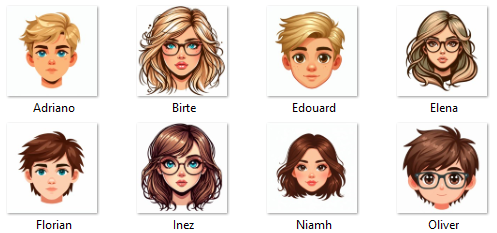 Adriano
Birte
Edouard
Elena
Florian
Inez
Niamh
Oliver